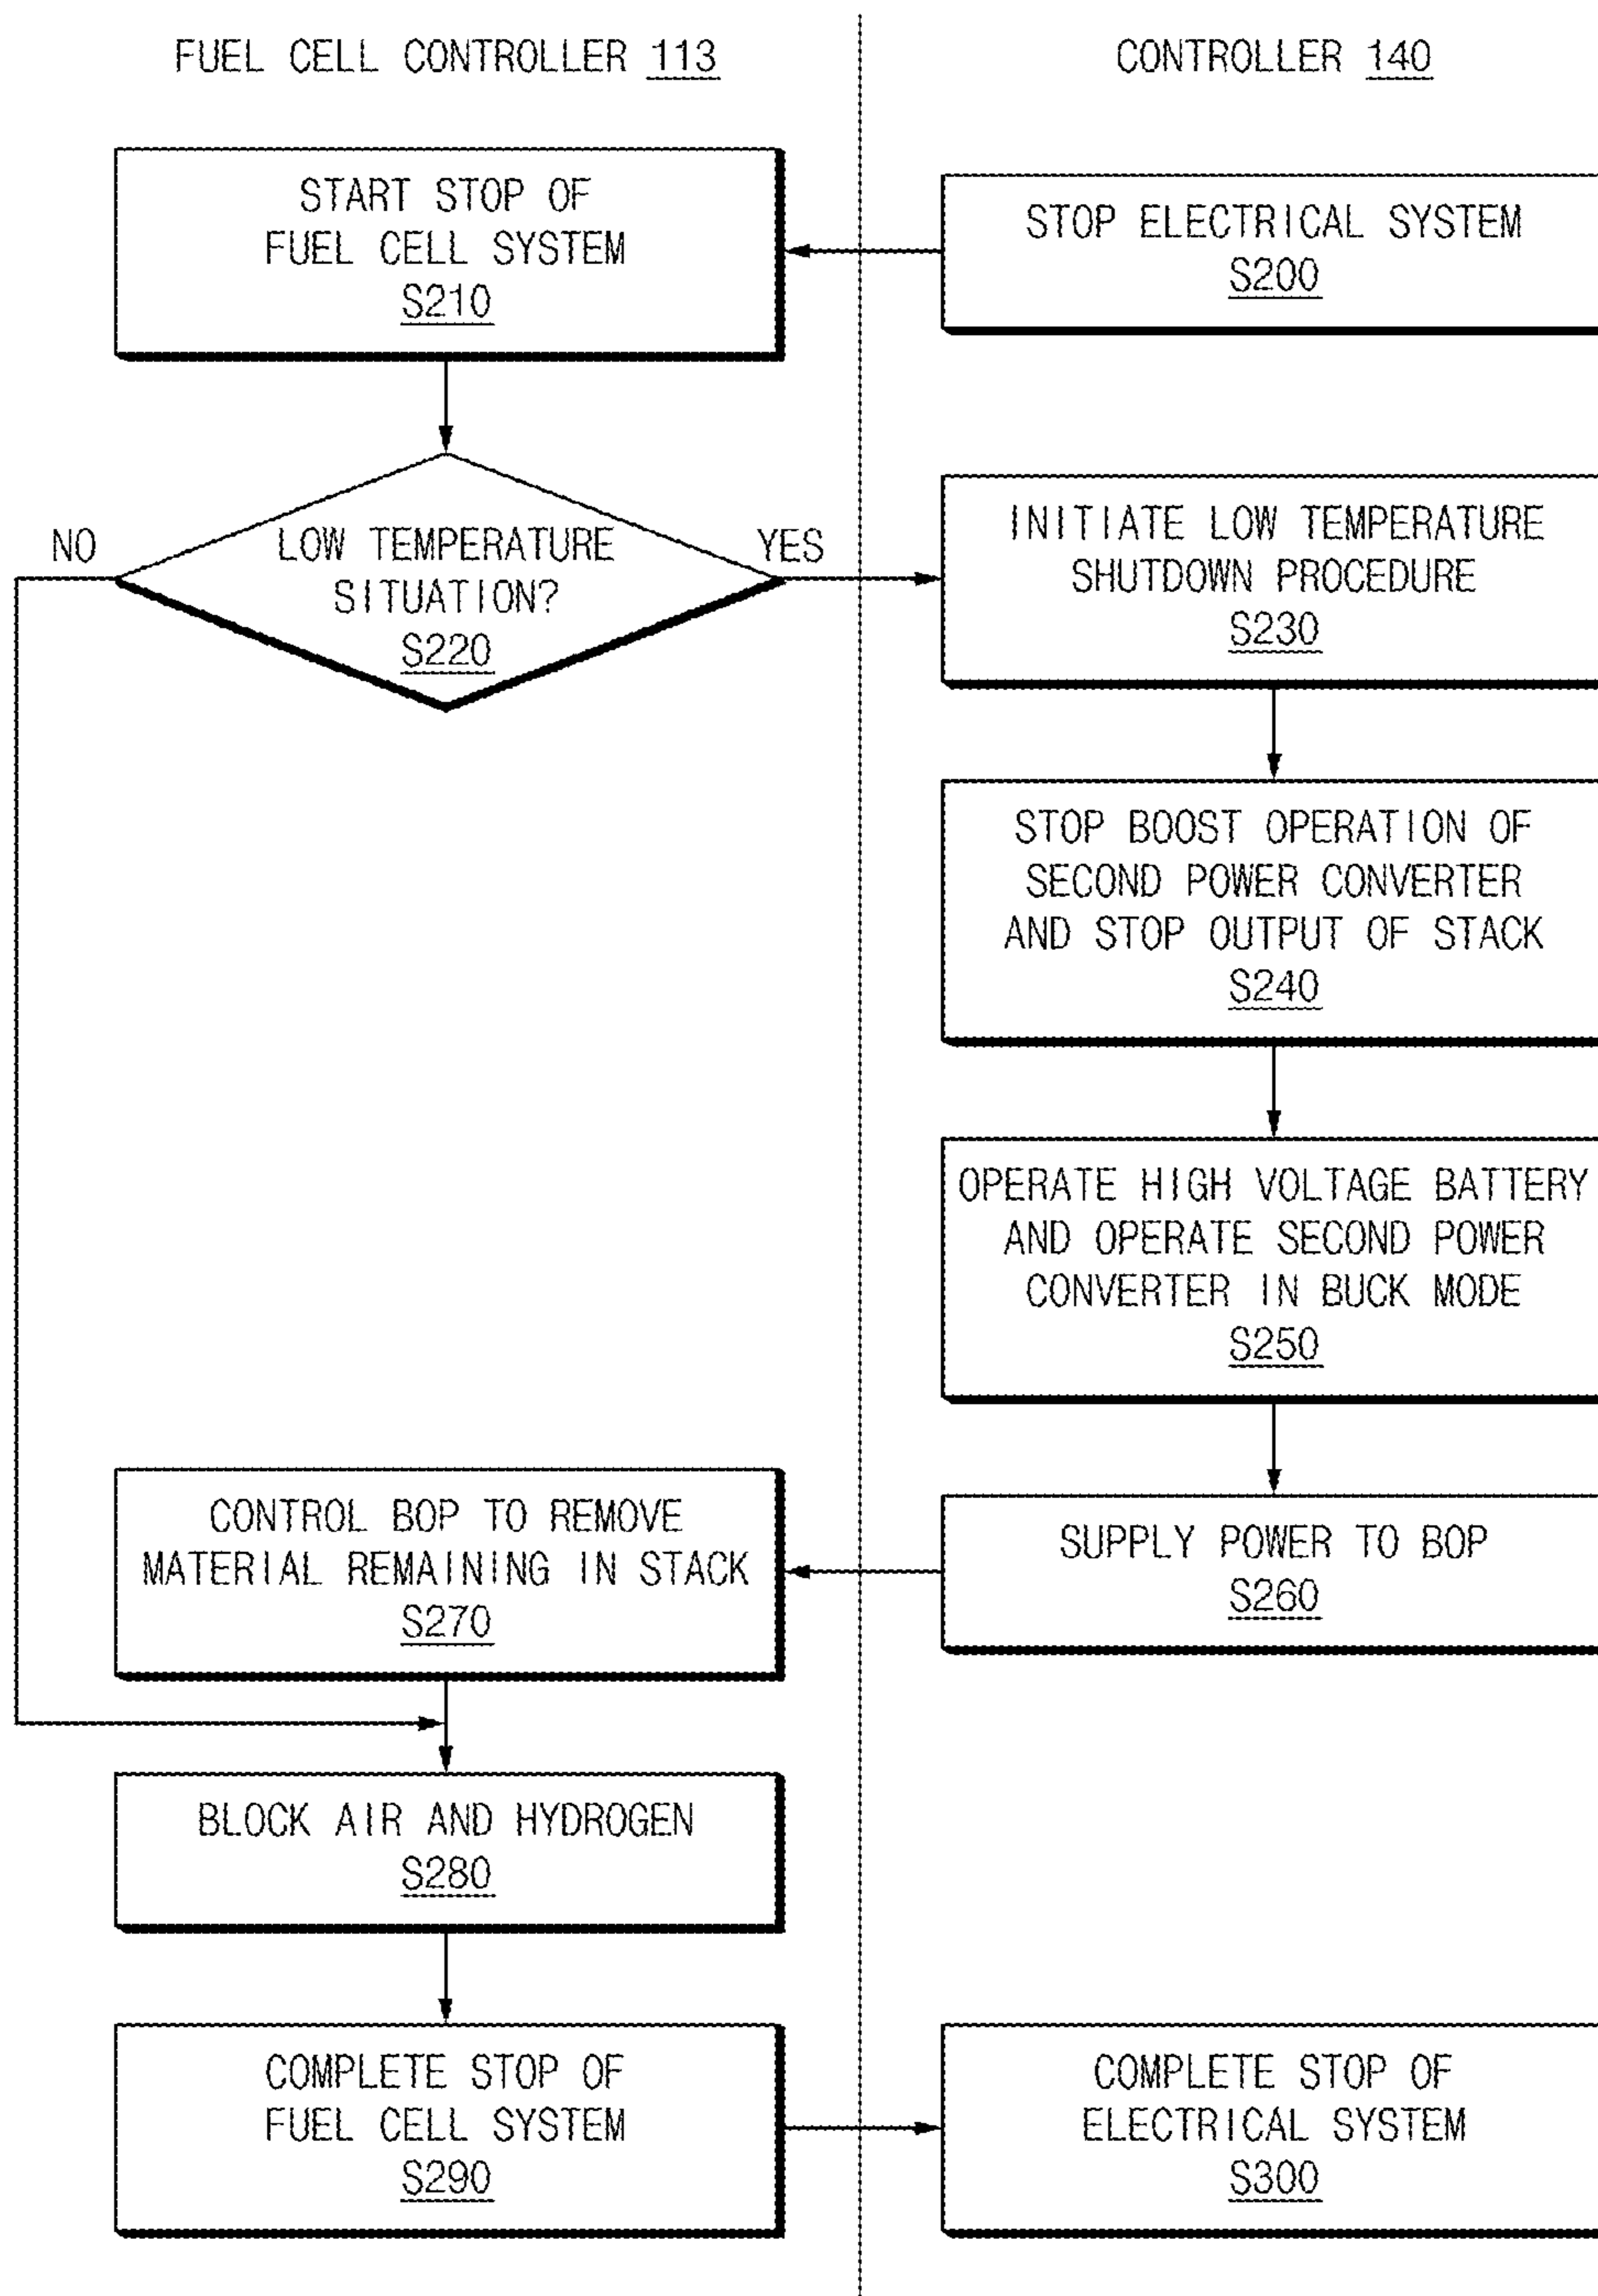 FUEL CELL CONTROLLER 113
CONTROLLER 140
START STOP OF
FUEL CELL SYSTEM
S210
STOP ELECTRICAL SYSTEM
S200
NO
LOW TEMPERATURE
SITUATION?
S220
YES
INITIATE LOW TEMPERATURE
SHUTDOWN PROCEDURE
S230
STOP BOOST OPERATION OF
SECOND POWER CONVERTER
AND STOP OUTPUT OF STACK
S240
OPERATE HIGH VOLTAGE BATTERY
AND OPERATE SECOND POWER
CONVERTER IN BUCK MODE
S250
SUPPLY POWER TO BOP
S260
CONTROL BOP TO REMOVE
MATERIAL REMAINING IN STACK
S270
BLOCK AIR AND HYDROGEN
S280
COMPLETE STOP OF
FUEL CELL SYSTEM
S290
COMPLETE STOP OF
ELECTRICAL SYSTEM
S300